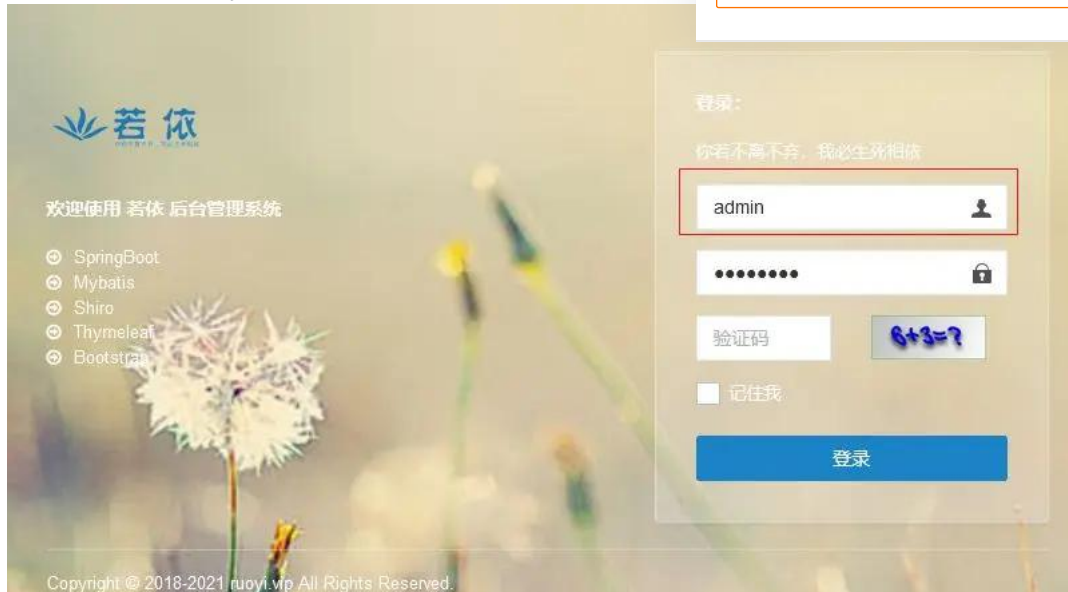 若依
欢迎使用 若依 后台管理系统
SpringBoot
Mybatis
Shiro
Thymeleaf
Bootstrap
登录：
你若不离不弃，我必生死相依
admin
••••••••
验证码
6+3=?
记住我
登录
Copyright © 2018-2021 ruoyi.vip All Rights Reserved.